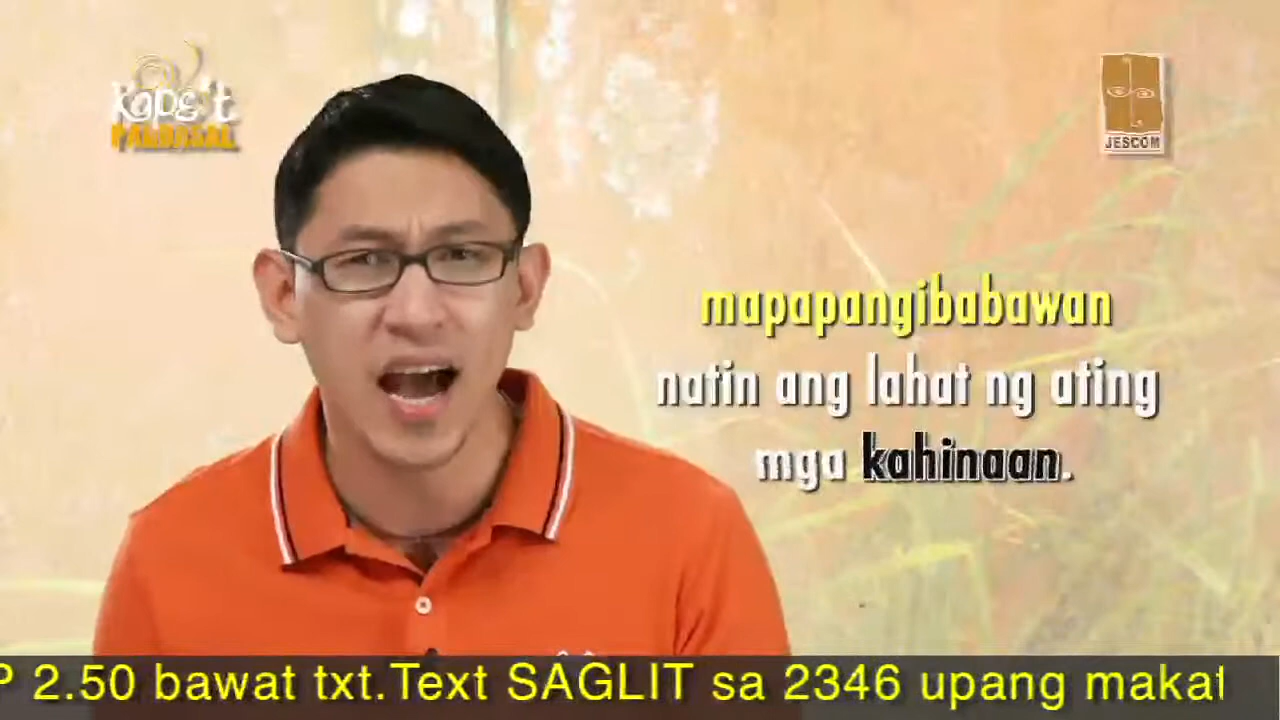 Kape't
PAGDASAL
JESCOM
mapapangibabawan
natin ang lahat ng ating
mga kahinaan.
P 2.50 bawat txt.Text SAGLIT sa 2346 upang makat